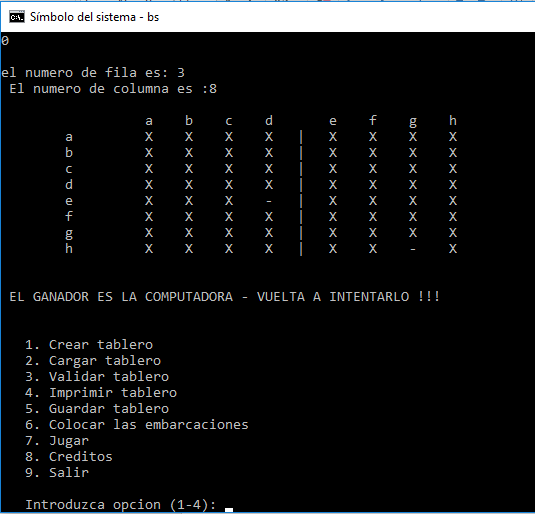 Símbolo del sistema - bs
0
el numero de fila es: 3
El numero de columna es :8
a b c d e f g h
a X X X X | X X X X
b X X X X | X X X X
c X X X X | X X X X
d X X X X | X X X X
e X X X - | X X X X
f X X X X | X X X X
g X X X X | X X X X
h X X X X | X X - X
EL GANADOR ES LA COMPUTADORA - VUELTA A INTENTARLO !!!
1. Crear tablero
2. Cargar tablero
3. Validar tablero
4. Imprimir tablero
5. Guardar tablero
6. Colocar las embarcaciones
7. Jugar
8. Creditos
9. Salir
Introduzca opcion (1-4):